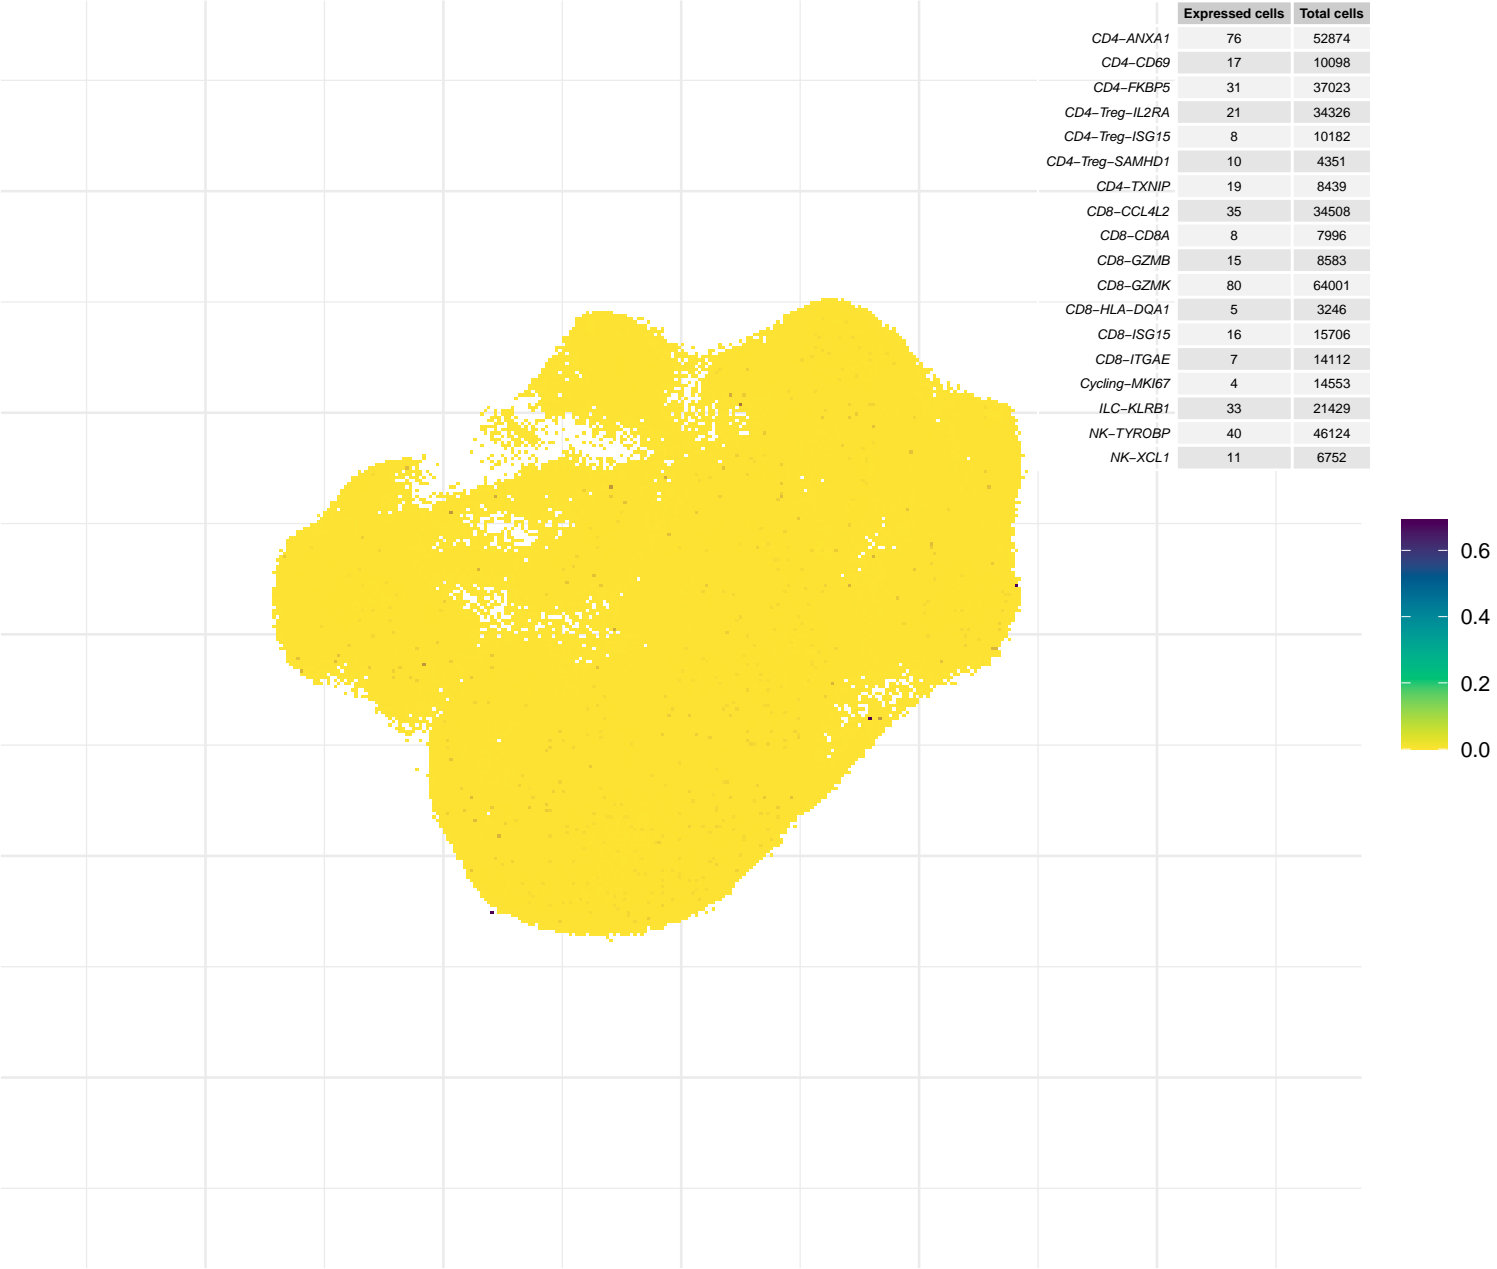 Expressed cells Total cells
CD4−ANXA1 76 52874
CD4−CD69 17 10098
CD4−FKBP5 31 37023
CD4−Treg−IL2RA 21 34326
CD4−Treg−ISG15 8 10182
CD4−Treg−SAMHD1 10 4351
CD4−TXNIP 19 8439
CD8−CCL4L2 35 34508
CD8−CD8A 8 7996
CD8−GZMB 15 8583
CD8−GZMK 80 64001
CD8−HLA−DQA1 5 3246
CD8−ISG15 16 15706
CD8−ITGAE 7 14112
Cycling−MKI67 4 14553
ILC−KLRB1 33 21429
NK−TYROBP 40 46124
NK−XCL1 11 6752
0.6
0.4
0.2
0.0